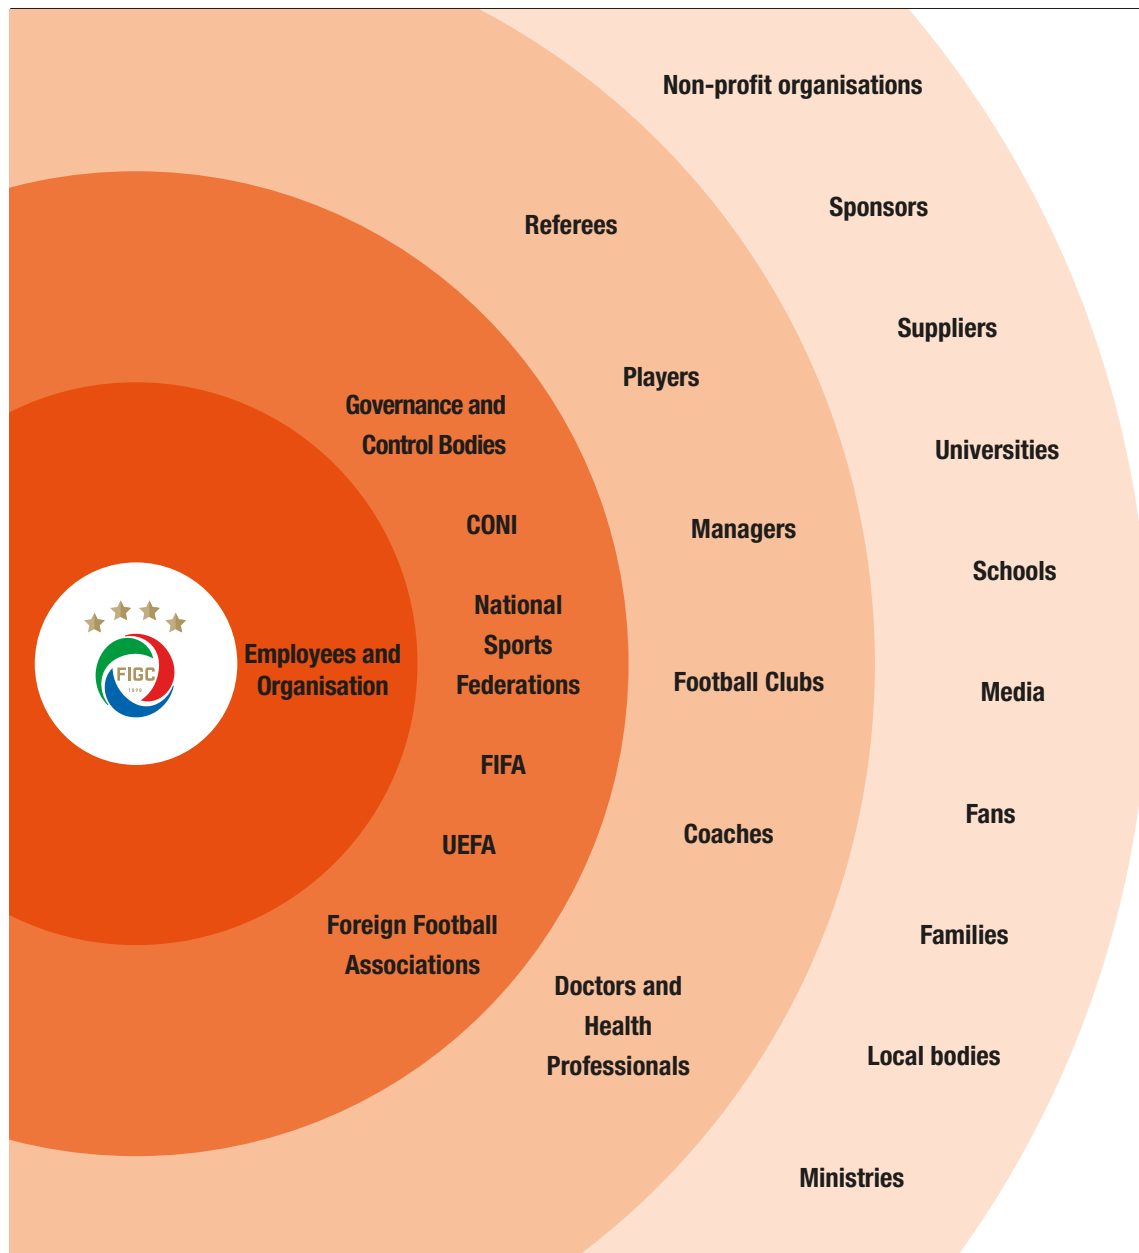 FIGC
1898
Employees and
Organisation
Governance and
Control Bodies
CONI
National
Sports
Federations
FIFA
UEFA
Foreign Football
Associations
Referees
Players
Managers
Football Clubs
Coaches
Doctors and
Health
Professionals
Non-profit organisations
Sponsors
Suppliers
Universities
Schools
Media
Fans
Families
Local bodies
Ministries